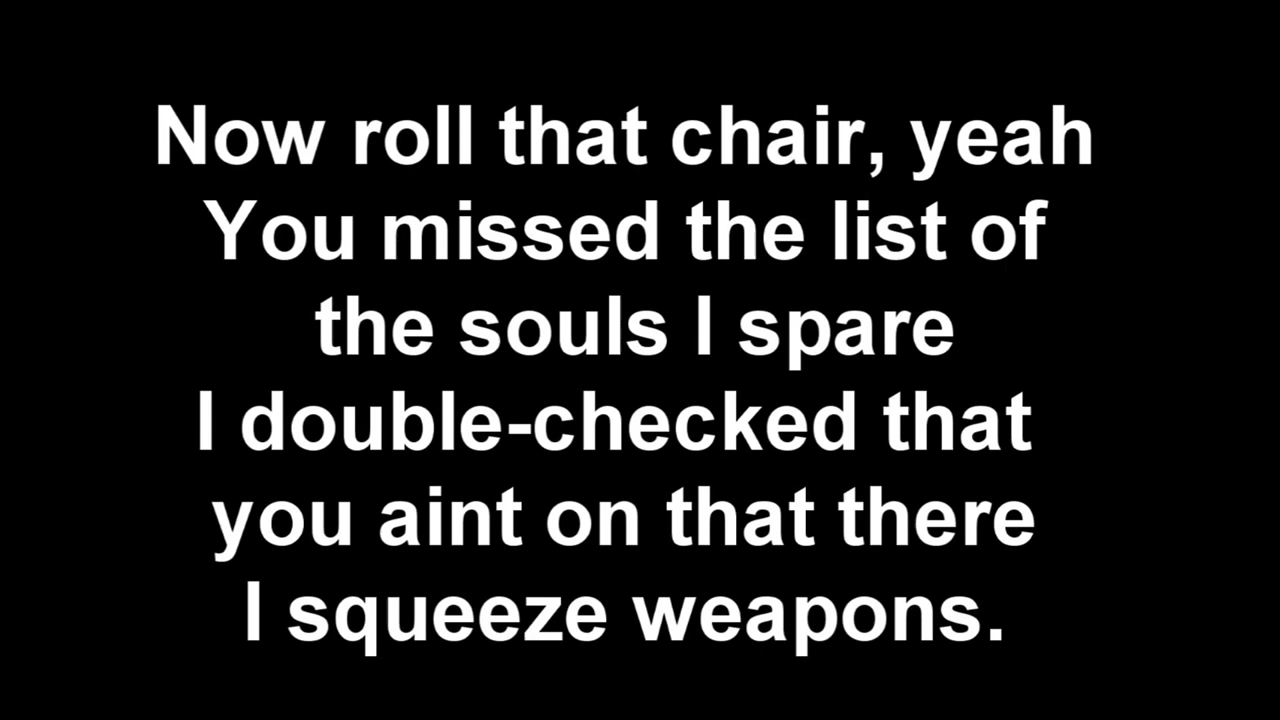 Now roll that chair, yeah
You missed the list of
the souls I spare
I double-checked that
you aint on that there
I squeeze weapons.